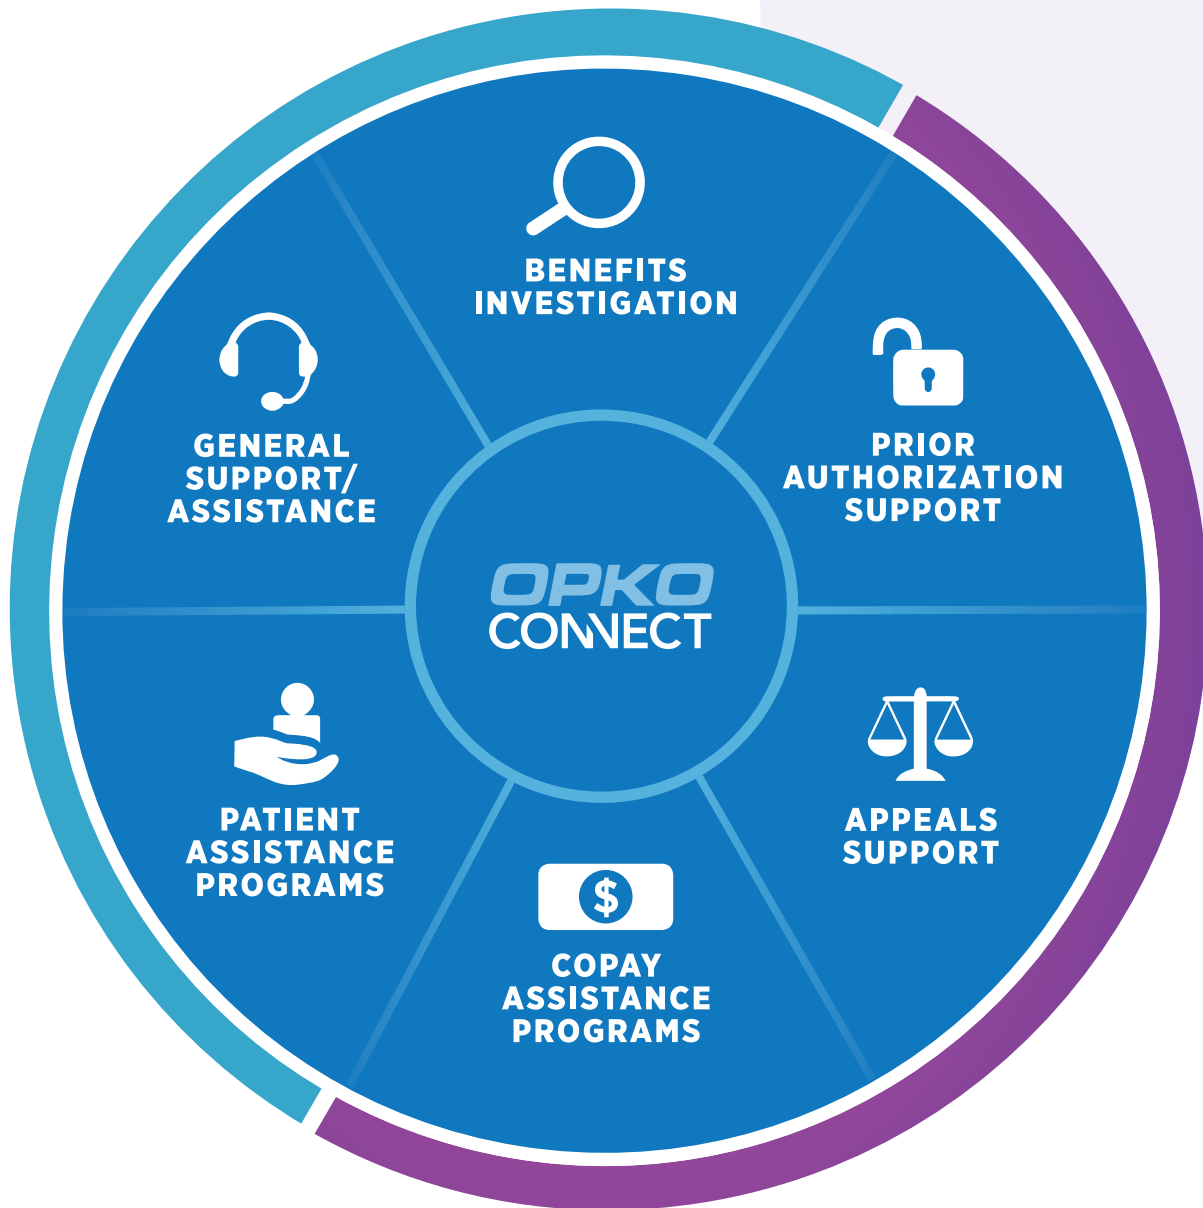 BENEFITS
INVESTIGATION
PRIOR
AUTHORIZATION
SUPPORT
APPEALS
SUPPORT
$
COPAY
ASSISTANCE
PROGRAMS
PATIENT
ASSISTANCE
PROGRAMS
GENERAL
SUPPORT/
ASSISTANCE
OPKO
CONNECT